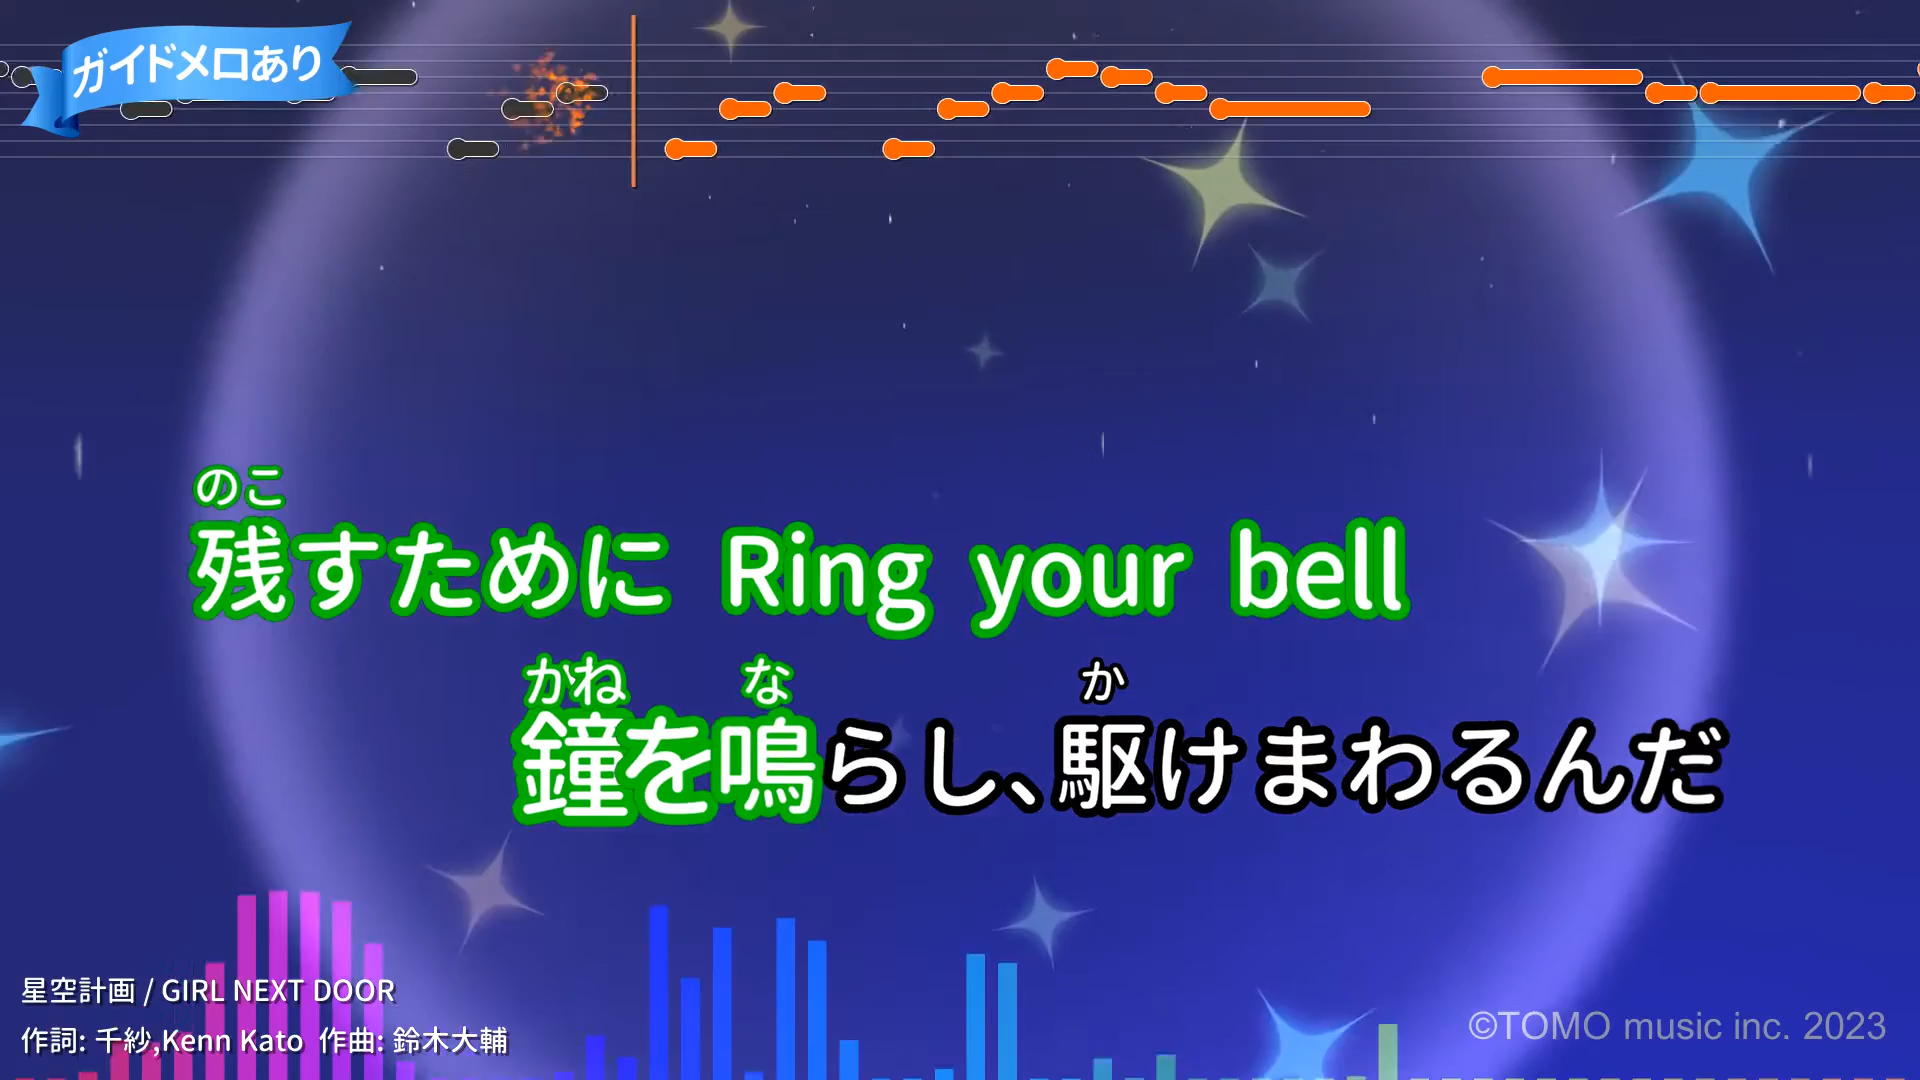 ガイドメロあり
のこ
残すために Ring your bell
かね な か
鐘を鳴らし、駆けまわるんだ
星空計画 / GIRL NEXT DOOR
作詞: 千紗,Kenn Kato 作曲: 鈴木大輔
©TOMO music inc. 2023